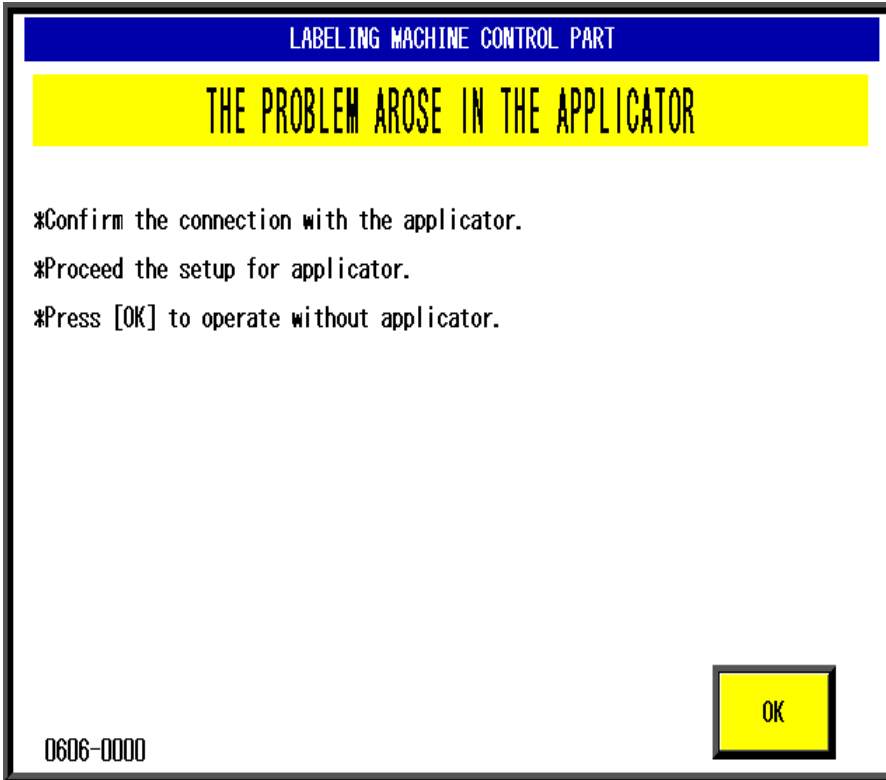 LABELING MACHINE CONTROL PART
THE PROBLEM AROSE IN THE APPLICATOR
*Confirm the connection with the applicator.
*Proceed the setup for applicator.
*Press [OK] to operate without applicator.
OK
0606-0000